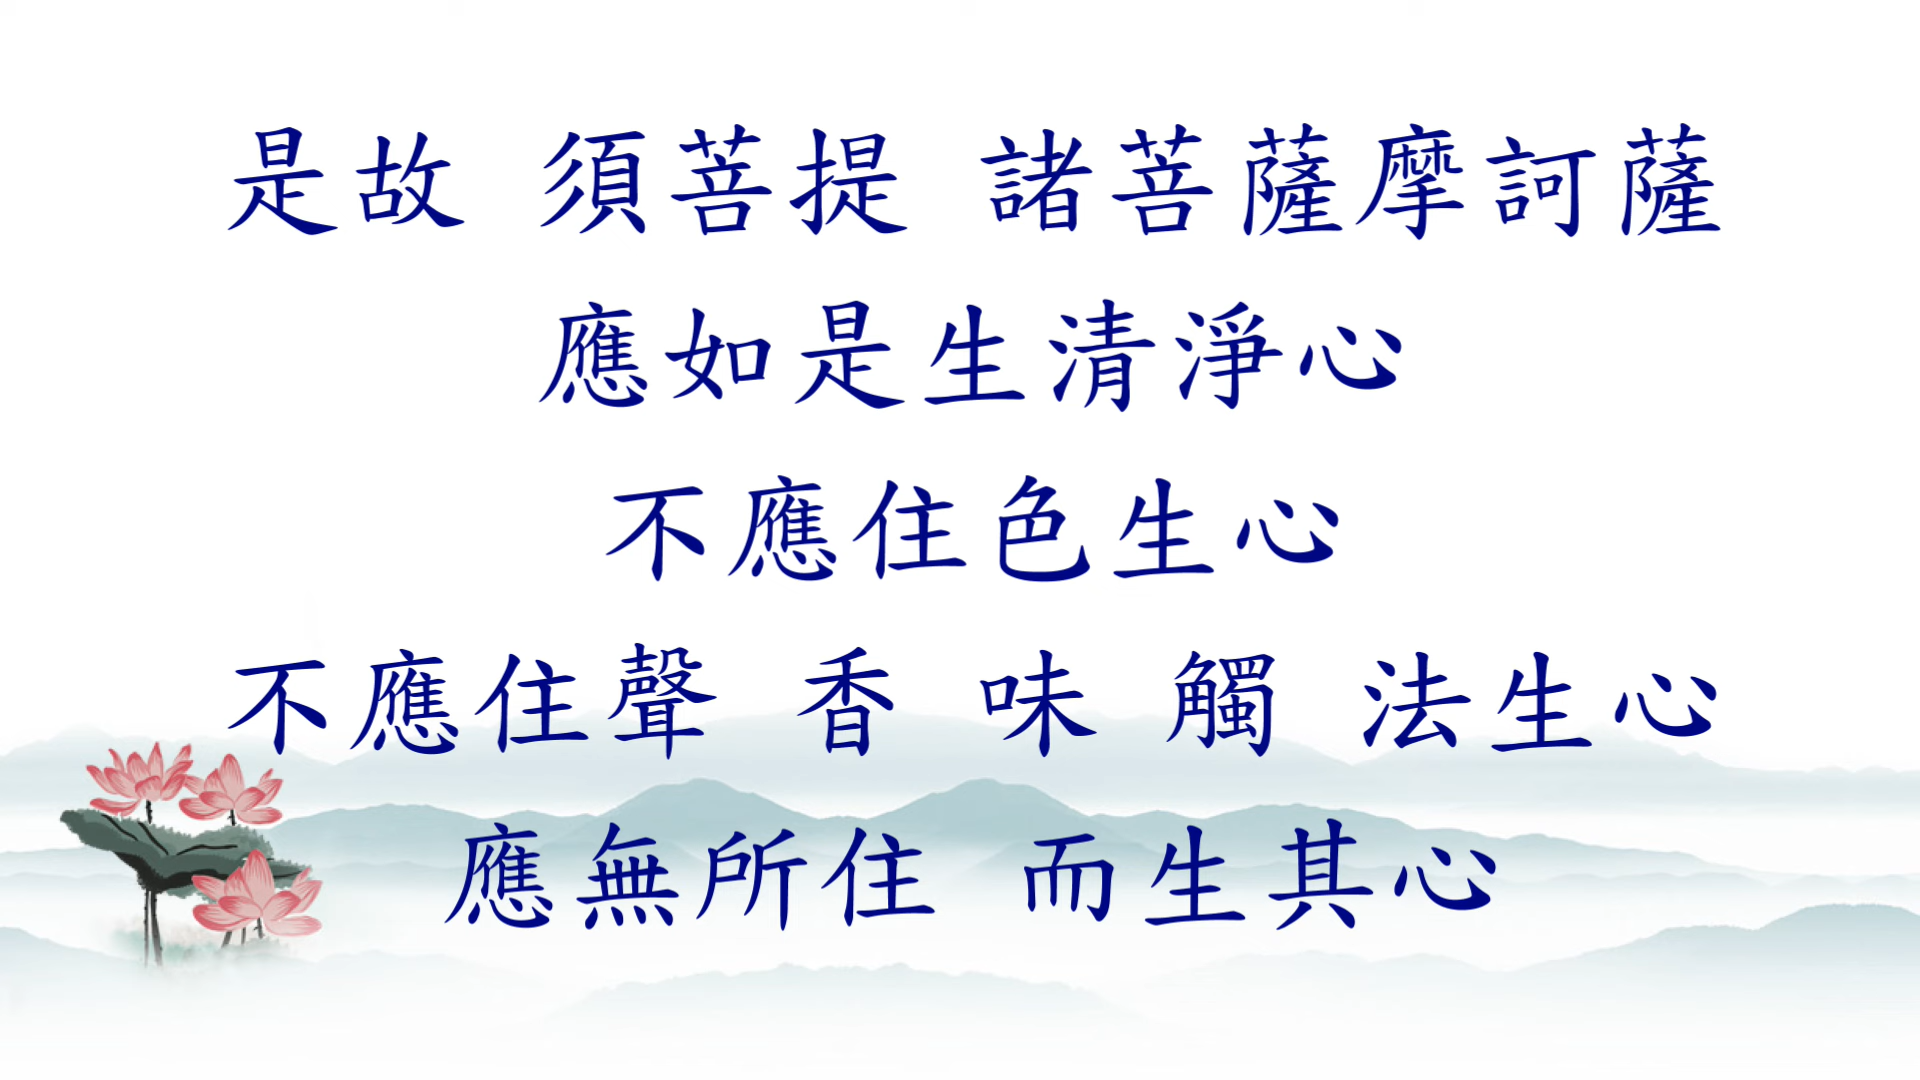 是故 須菩提 諸菩薩摩訶薩
應如是生清淨心
不應住色生心
不應住聲 香 味 觸 法生心
應無所住 而生其心